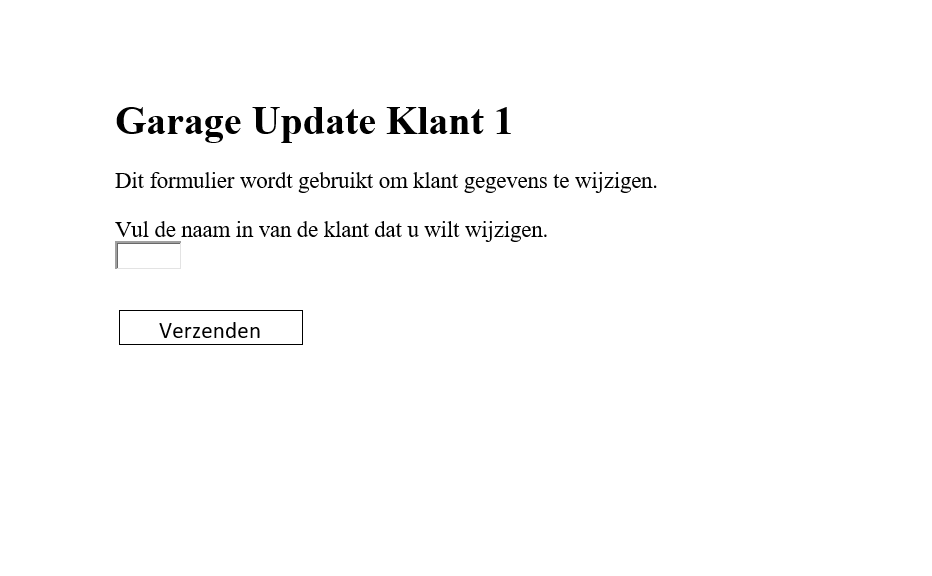 Garage Update Klant 1
Dit formulier wordt gebruikt om klant gegevens te wijzigen.
Vul de naam in van de klant dat u wilt wijzigen.
Verzenden